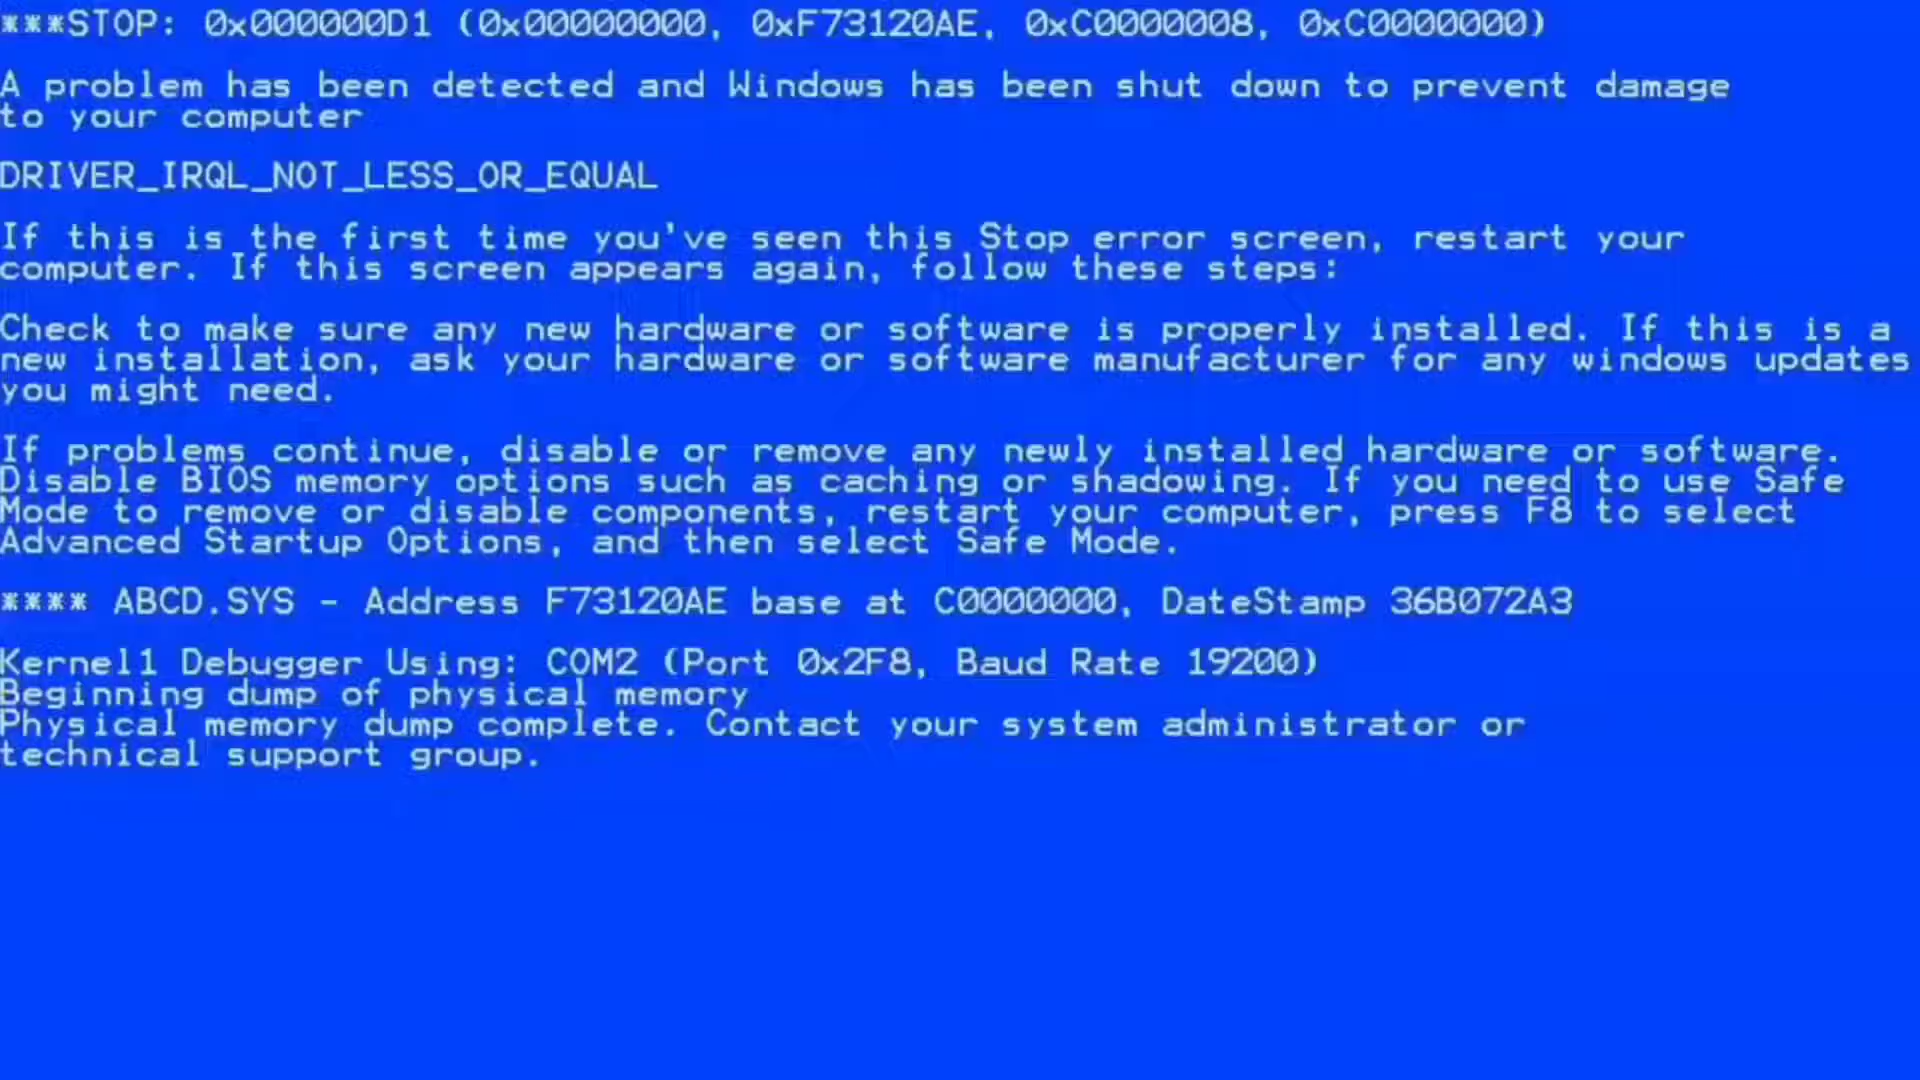 ***STOP: 0x000000D1 (0x00000000, 0xF73120AE, 0xC0000008, 0xC0000000)
A problem has been detected and Windows has been shut down to prevent damage
to your computer
DRIVER_IRQL_NOT_LESS_OR_EQUAL
If this is the first time you've seen this Stop error screen, restart your
computer. If this screen appears again, follow these steps:
Check to make sure any new hardware or software is properly installed. If this is a
new installation, ask your hardware or software manufacturer for any windows updates
you might need.
If problems continue, disable or remove any newly installed hardware or software.
Disable BIOS memory options such as caching or shadowing. If you need to use Safe
Mode to remove or disable components, restart your computer, press F8 to select
Advanced Startup Options, and then select Safe Mode.
**** ABCD.SYS - Address F73120AE base at C0000000, DateStamp 36B072A3
Kernel1 Debugger Using: COM2 (Port 0x2F8, Baud Rate 19200)
Beginning dump of physical memory
Physical memory dump complete. Contact your system administrator or
technical support group.